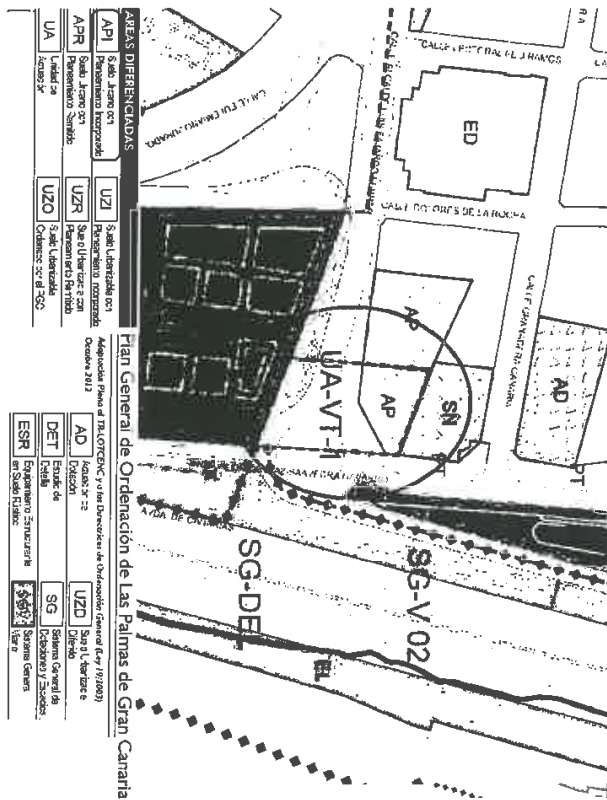 ED
AP
AP
SN
AD
PT
UA-VT-1
SG-V 02
SG-DEL
EL
CALLE DOLORES DE LA ROCHA
ÁREAS DIFERENCIADAS
API
Suelo Urbano con
Planeamiento Incorporado
APR
Suelo Urbano con
Planeamiento Remitido
UA
Unidad de
Actuación
UZI
Suelo Urbanizable con
Planeamiento Incorporado
UZR
Suelo Urbanizable con
Planeamiento Remitido
UZO
Suelo Urbanizable
Ordenado por el PGO
Plan General de Ordenación de Las Palmas de Gran Canaria
Adaptación Plena al TR-LOTCENC y a las Directrices de Ordenación General (Ley 19/2003)
Octubre 2012
AD
Actuación de
Dotación
DET
Estudio de
Detalle
ESR
Equipamiento Estructurante
en Suelo Rústico
UZD
Suelo Urbanizable
Diferido
SG
Sistema General de
Dotaciones y Espacios
SGV
Sistema General
Viario